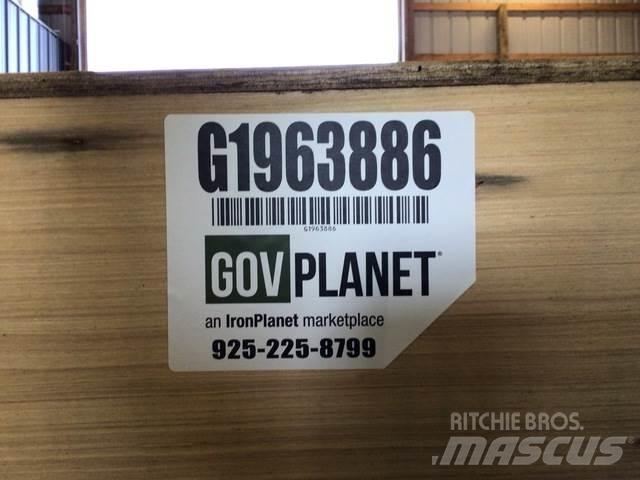 G1963886
G1963886
GOV PLANET®
an IronPlanet marketplace
925-225-8799
RITCHIE BROS.
MASCUS